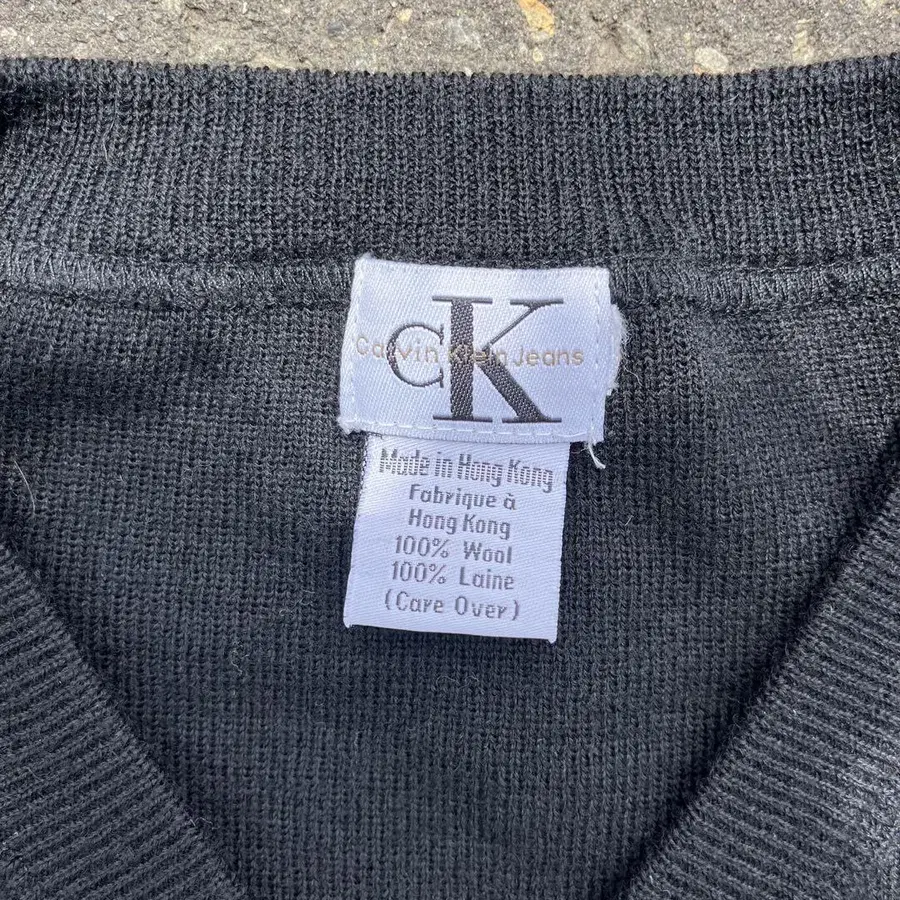 CK
Calvin Klein Jeans
Made in Hong Kong
Fabrique à
Hong Kong
100% Wool
100% Laine
(Care Over)